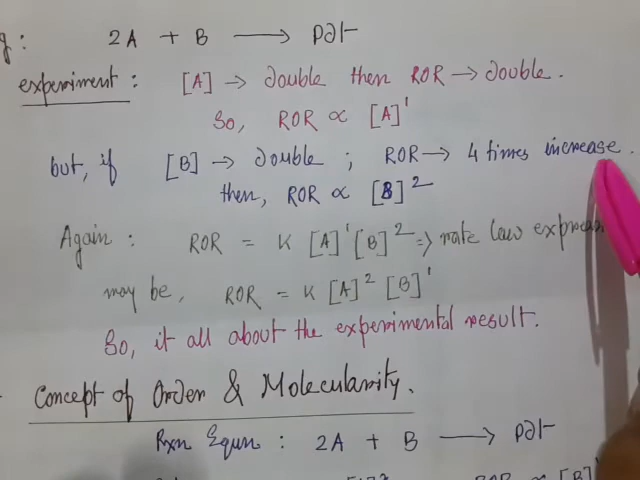 g: 2A + B → Pdt
experiment: [A] → double then ROR → double.
So, ROR ∝ [A]¹
but, if [B] → double; ROR → 4 times increase.
then, ROR ∝ [B]²
Again: ROR = K [A]¹[B]² ⇒ rate law
may be, ROR = K [A]² [B]¹
So, it all about the experimental result.
Concept of Order & Molecularity.
Rxn Equn: 2A + B → Pdt